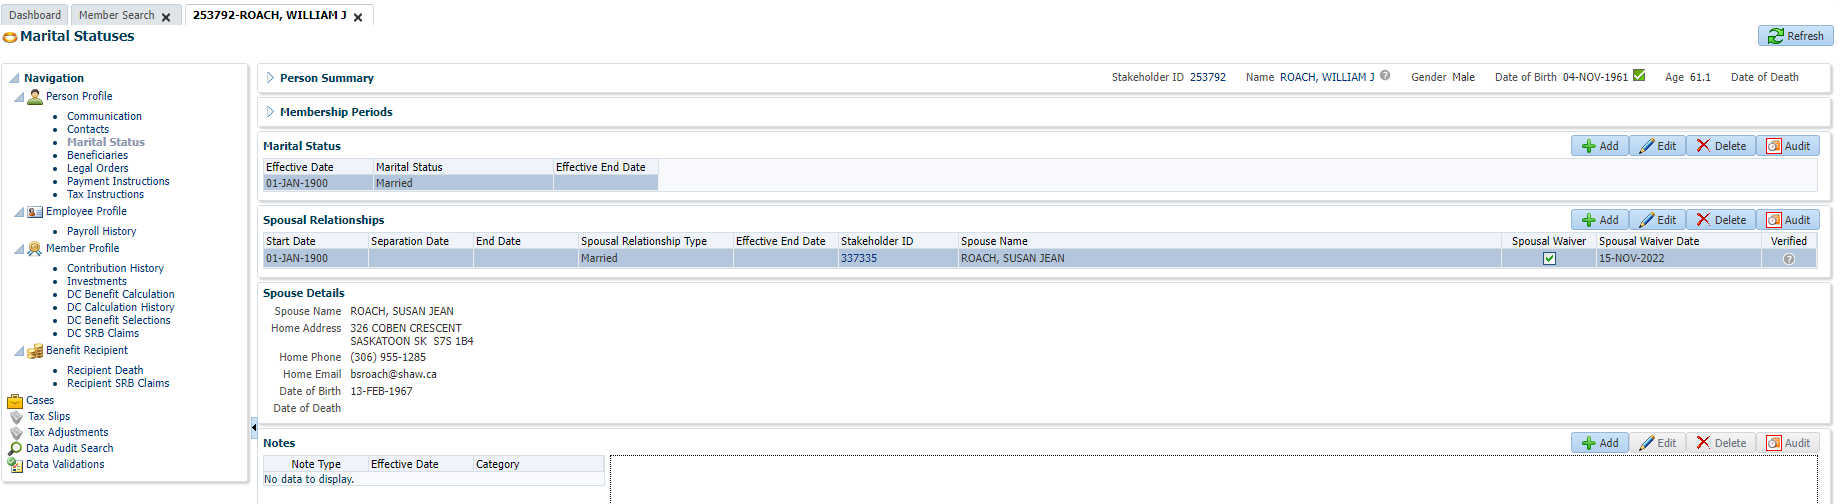 Dashboard Member Search 253792-ROACH, WILLIAM J
Marital Statuses
Refresh
Navigation
Person Profile
Communication
Contacts
Marital Status
Beneficiaries
Legal Orders
Payment Instructions
Tax Instructions
Employee Profile
Payroll History
Member Profile
Contribution History
Investments
DC Benefit Calculation
DC Calculation History
DC Benefit Selections
DC SRB Claims
Benefit Recipient
Recipient Death
Recipient SRB Claims
Cases
Tax Slips
Tax Adjustments
Data Audit Search
Data Validations
Person Summary Stakeholder ID 253792 Name ROACH, WILLIAM J Gender Male Date of Birth 04-NOV-1961 Age 61.1 Date of Death
Membership Periods
Marital Status Add Edit Delete Audit
Effective Date Marital Status Effective End Date
01-JAN-1900 Married
Spousal Relationships Add Edit Delete Audit
Start Date Separation Date End Date Spousal Relationship Type Effective End Date Stakeholder ID Spouse Name Spousal Waiver Spousal Waiver Date Verified
01-JAN-1900 Married 337335 ROACH, SUSAN JEAN 15-NOV-2022
Spouse Details
Spouse Name ROACH, SUSAN JEAN
Home Address 326 COBEN CRESCENT
SASKATOON SK S7S 1B4
Home Phone (306) 955-1285
Home Email bsroach@shaw.ca
Date of Birth 13-FEB-1967
Date of Death
Notes Add Edit Delete Audit
Note Type Effective Date Category
No data to display.